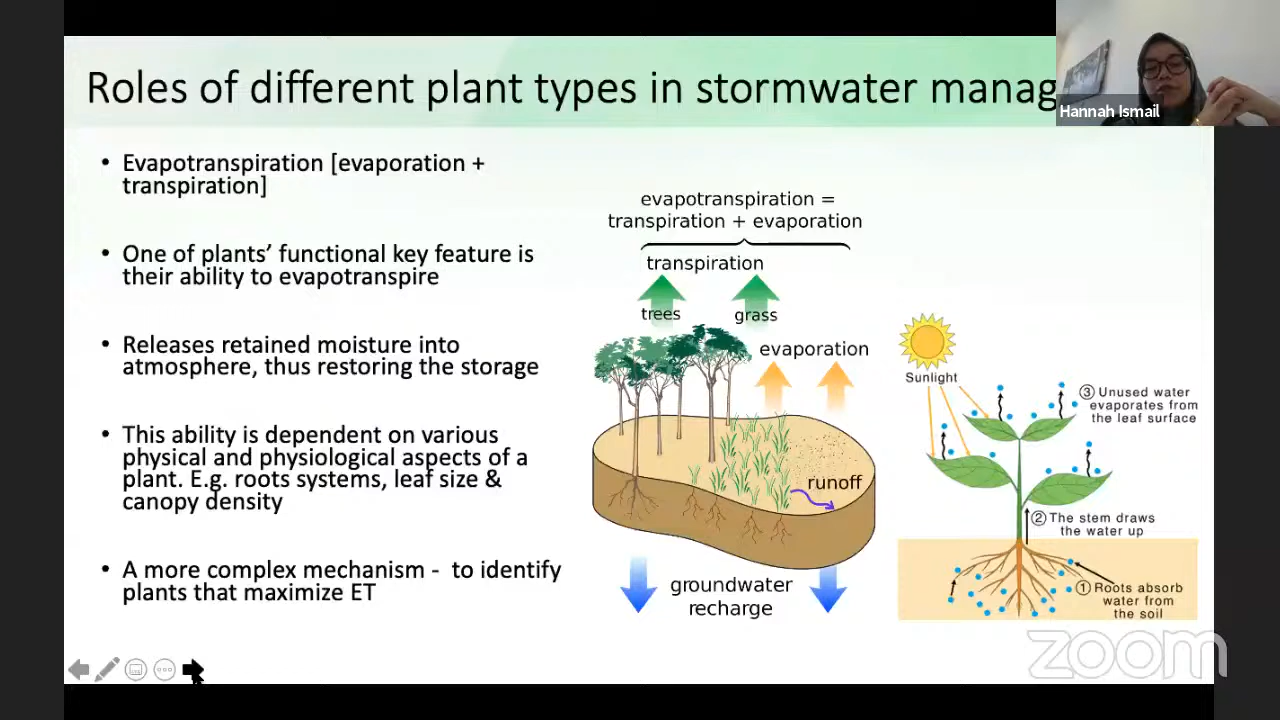 Roles of different plant types in stormwater manag
Hannah Ismail
• Evapotranspiration [evaporation +
transpiration]
• One of plants’ functional key feature is
their ability to evapotranspire
• Releases retained moisture into
atmosphere, thus restoring the storage
• This ability is dependent on various
physical and physiological aspects of a
plant. E.g. roots systems, leaf size &
canopy density
• A more complex mechanism - to identify
plants that maximize ET
evapotranspiration =
transpiration + evaporation
transpiration
trees
grass
evaporation
runoff
groundwater
recharge
Sunlight
③ Unused water
evaporates from
the leaf surface
② The stem draws
the water up
① Roots absorb
water from
the soil
zoom